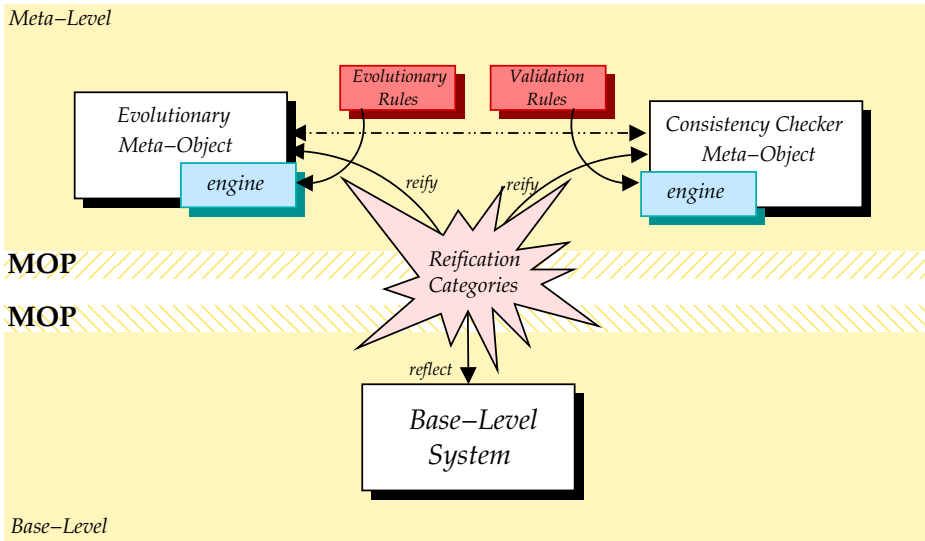 Meta−Level
Evolutionary
Rules
Validation
Rules
Evolutionary
Meta−Object
engine
Consistency Checker
Meta−Object
engine
reify
reify
MOP
Reification
Categories
MOP
reflect
Base−Level
System
Base−Level